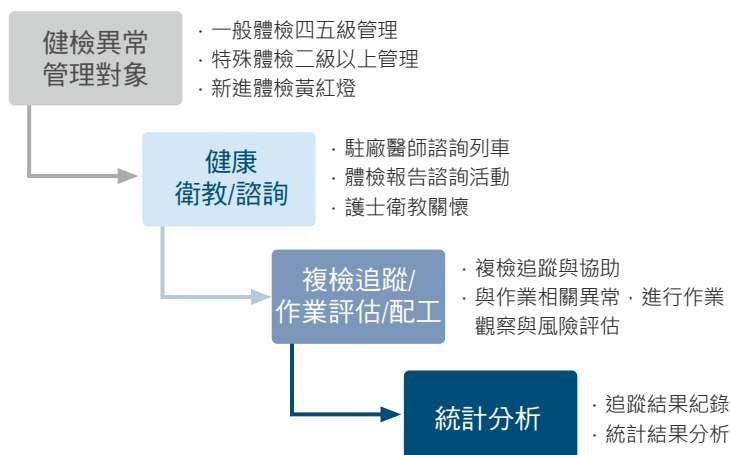 健檢異常
管理對象
· 一般體檢四五級管理
· 特殊體檢二級以上管理
· 新進體檢黃紅燈
健康
衛教/諮詢
· 駐廠醫師諮詢列車
· 體檢報告諮詢活動
· 護士衛教關懷
複檢追蹤/
作業評估/配工
· 複檢追蹤與協助
· 與作業相關異常，進行作業
觀察與風險評估
統計分析
· 追蹤結果紀錄
· 統計結果分析